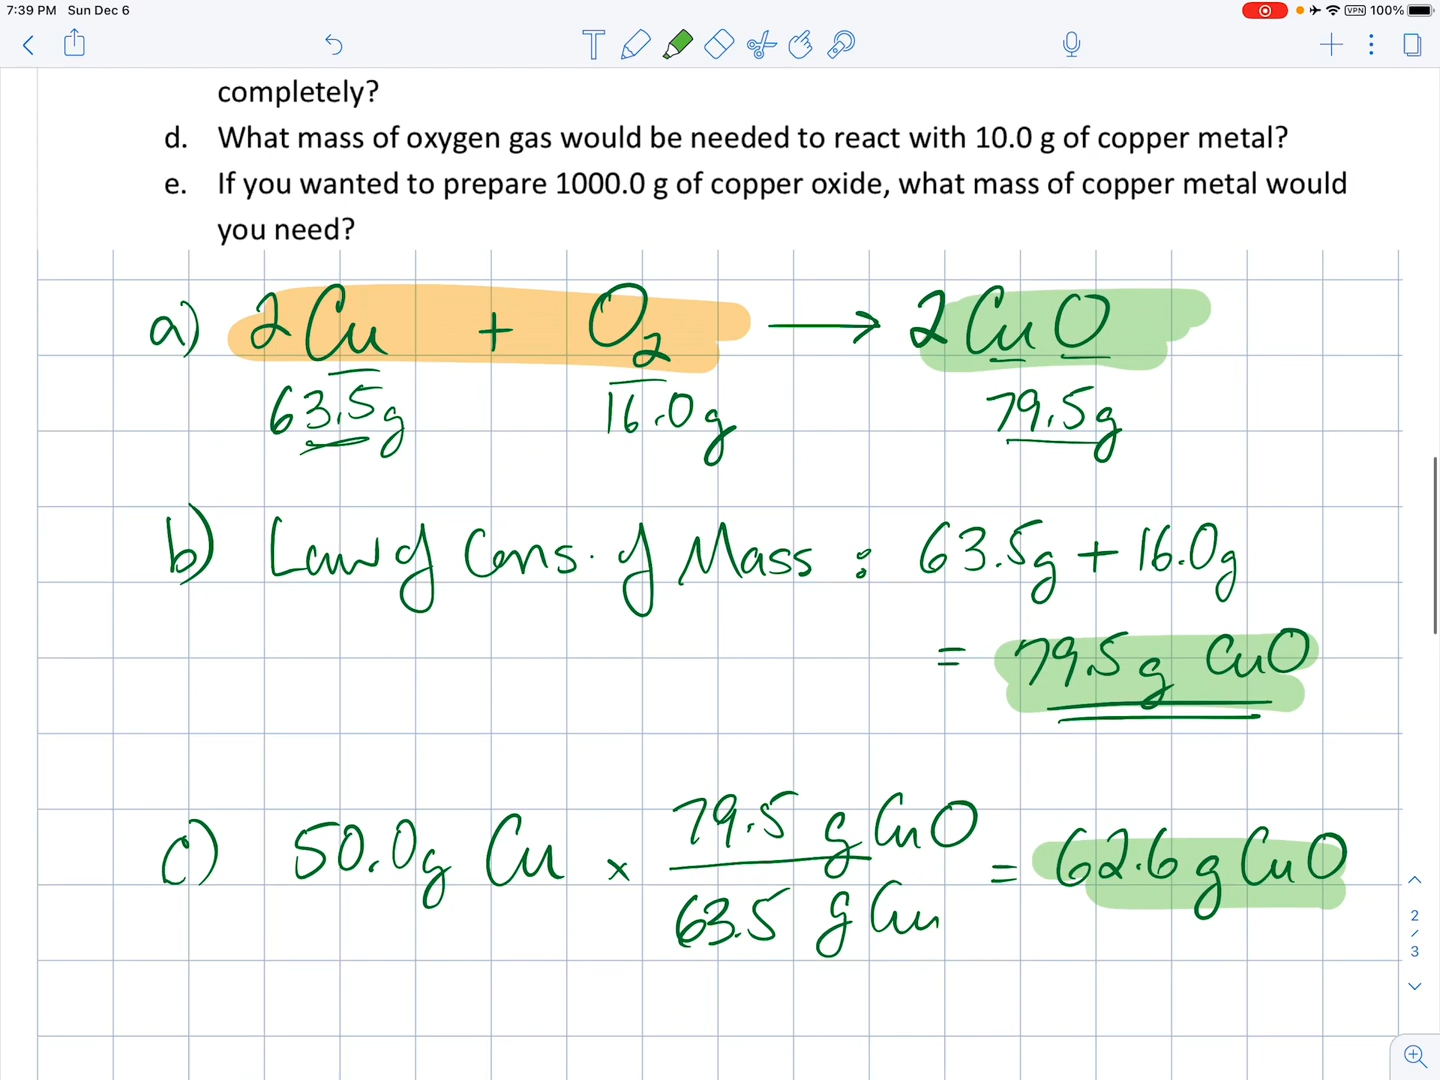 7:39 PM Sun Dec 6
VPN 100%
T
completely?
d. What mass of oxygen gas would be needed to react with 10.0 g of copper metal?
e. If you wanted to prepare 1000.0 g of copper oxide, what mass of copper metal would
you need?
a) 2Cu + O₂ → 2CuO
63.5g 16.0g 79.5g
b) Law of Cons. of Mass : 63.5g + 16.0g
= 79.5g CuO
79.5 g CuO
c) 50.0g Cu × = 62.6 g CuO
63.5 g Cu
2
/
3